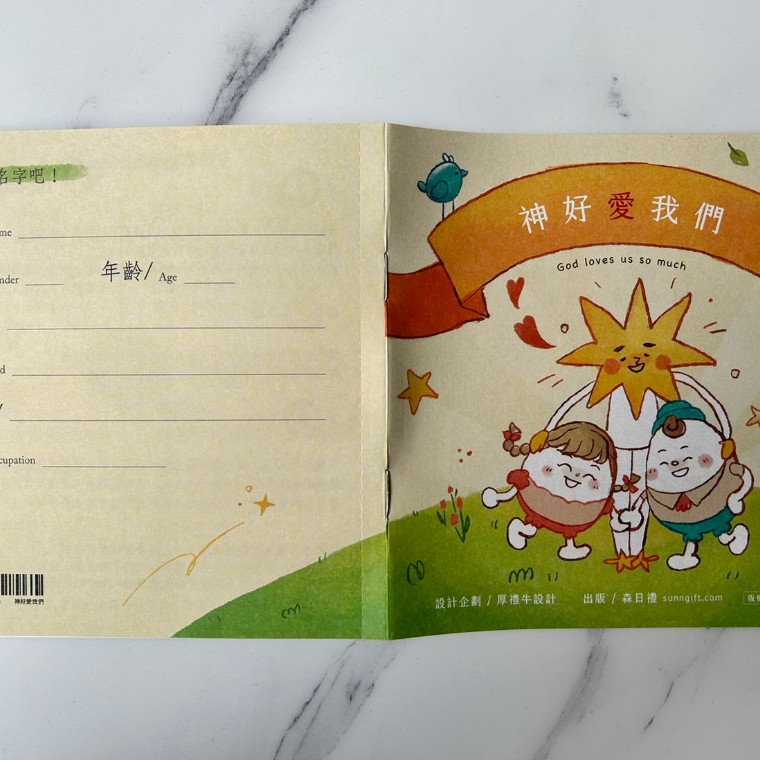 名字吧！
me
nder 年齡/ Age
d
/
cupation
神好愛我們
神好愛我們
God loves us so much
設計企劃 / 厚禮牛設計 出版 / 森日禮 sunngift.com